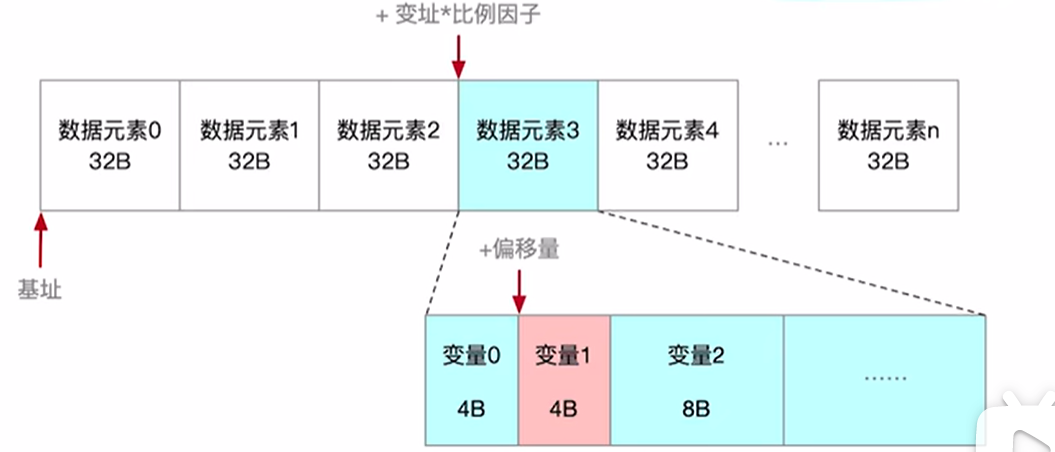 + 变址*比例因子
数据元素0
32B
数据元素1
32B
数据元素2
32B
数据元素3
32B
数据元素4
32B
...
数据元素n
32B
基址
+偏移量
变量0
4B
变量1
4B
变量2
8B
......